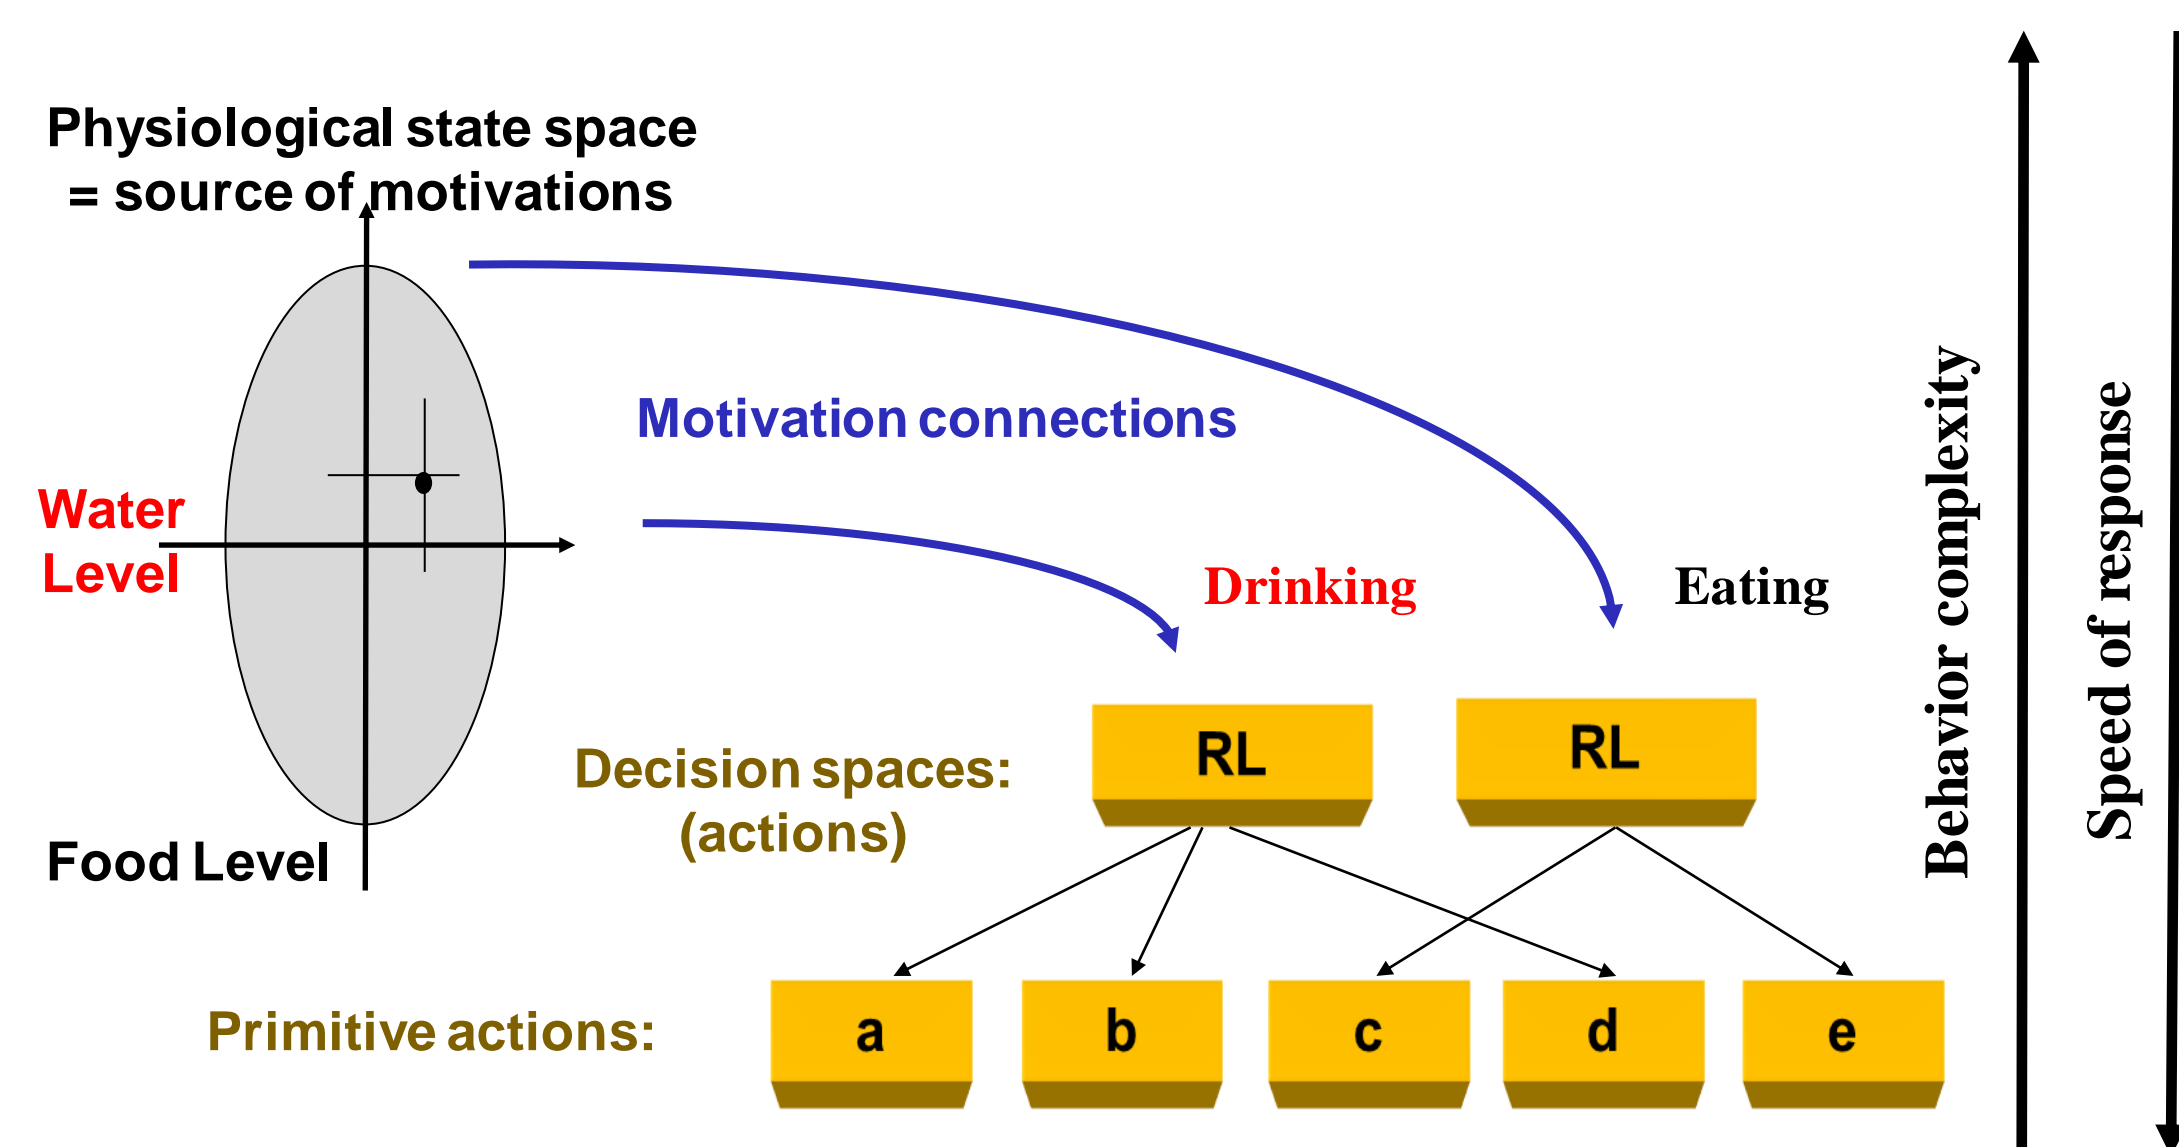 Physiological state space
= source of motivations
Motivation connections
Water
Level
Drinking
Eating
RL
RL
Decision spaces:
(actions)
Food Level
Primitive actions:
a
b
c
d
e
Behavior complexity
Speed of response